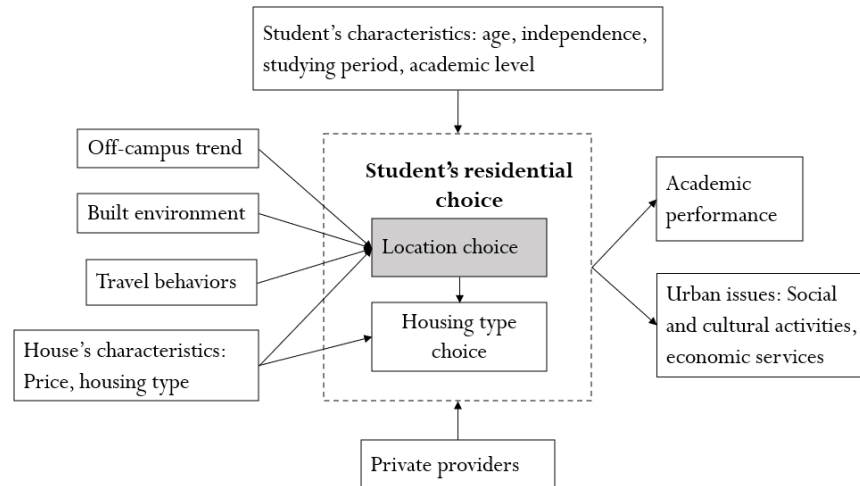 Student’s characteristics: age, independence,
studying period, academic level
Off-campus trend
Student’s residential
choice
Academic
performance
Built environment
Location choice
Travel behaviors
Urban issues: Social
and cultural activities,
economic services
Housing type
choice
House’s characteristics:
Price, housing type
Private providers